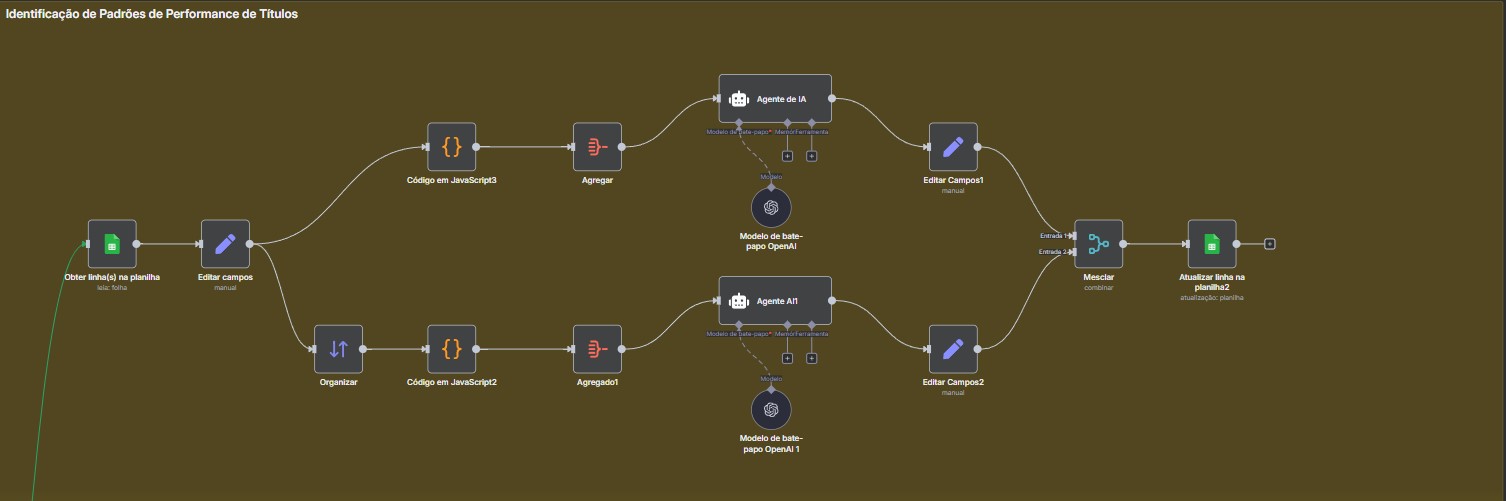 Identificação de Padrões de Performance de Títulos
Agente de IA
Modelo de bate-papo*
Memór
Ferramenta
Código em JavaScript3
Agregar
Modelo
Modelo de bate-
papo OpenAI
Editar Campos1
manual
Obter linha(s) na planilha
leia: folha
Editar campos
manual
Entrada 1
Entrada 2
Mesclar
combinar
Atualizar linha na
planilha2
atualização: planilha
Agente AI1
Modelo de bate-papo*
Memór
Ferramenta
Organizar
Código em JavaScript2
Agregado1
Modelo
Modelo de bate-
papo OpenAI 1
Editar Campos2
manual